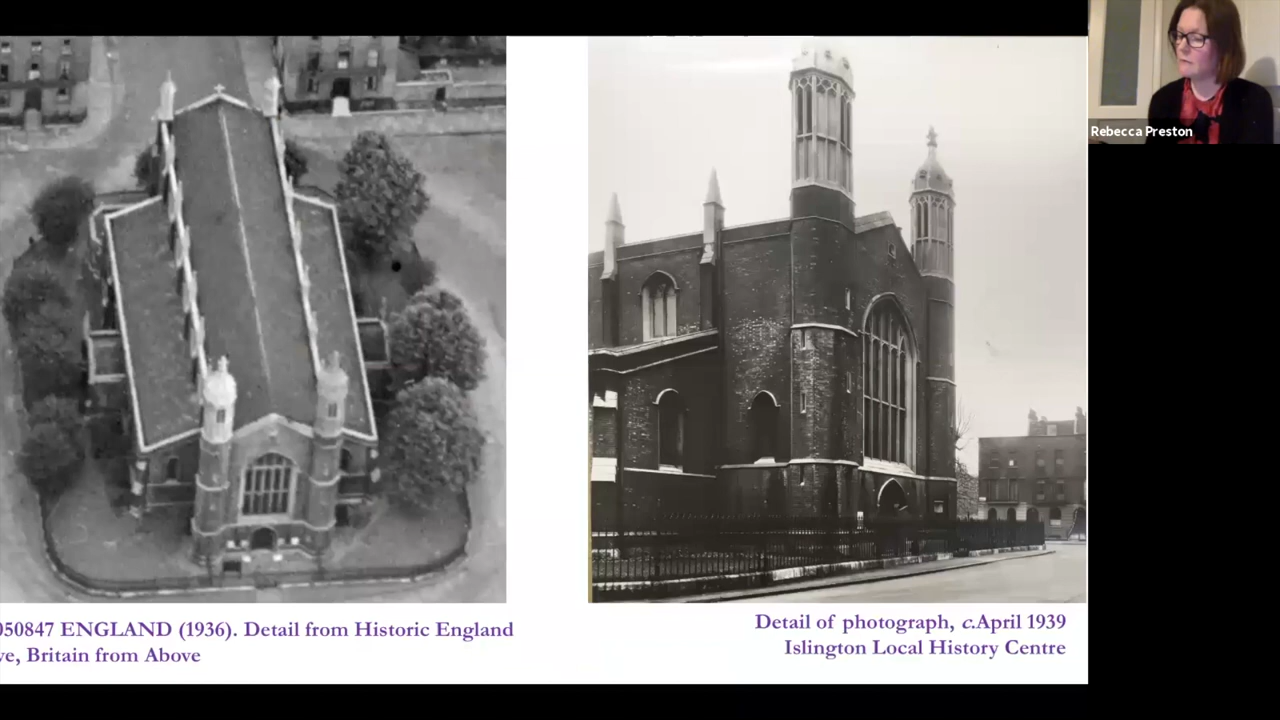 Rebecca Preston
050847 ENGLAND (1936). Detail from Historic England
ve, Britain from Above
Detail of photograph, c.April 1939
Islington Local History Centre